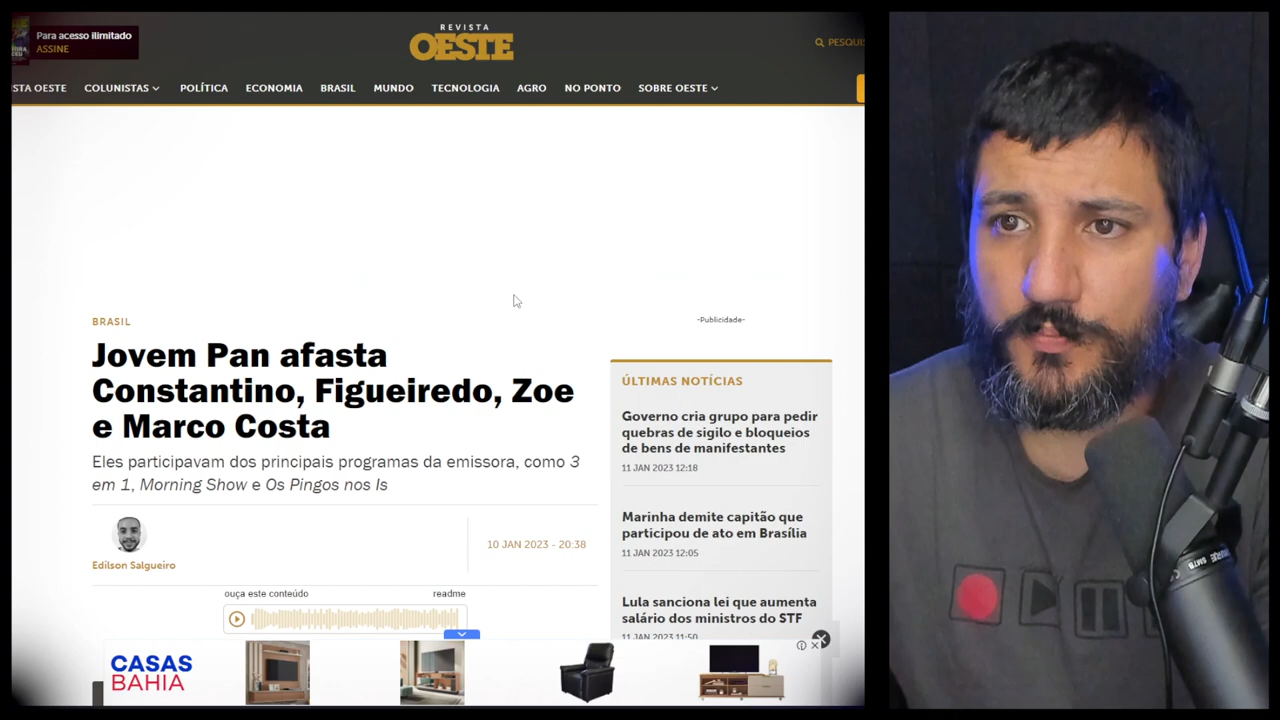 Para acesso ilimitado
ASSINE
REVISTA
OESTE
PESQUI
STA OESTE
COLUNISTAS
POLÍTICA
ECONOMIA
BRASIL
MUNDO
TECNOLOGIA
AGRO
NO PONTO
SOBRE OESTE
BRASIL
Jovem Pan afasta
Constantino, Figueiredo, Zoe
e Marco Costa
Eles participavam dos principais programas da emissora, como 3
em 1, Morning Show e Os Pingos nos Is
Edilson Salgueiro
10 JAN 2023 - 20:38
ouça este conteúdo
readme
-Publicidade-
ÚLTIMAS NOTÍCIAS
Governo cria grupo para pedir
quebras de sigilo e bloqueios
de bens de manifestantes
11 JAN 2023 12:18
Marinha demite capitão que
participou de ato em Brasília
11 JAN 2023 12:05
Lula sanciona lei que aumenta
salário dos ministros do STF
11 JAN 2023 11:50
CASAS
BAHIA